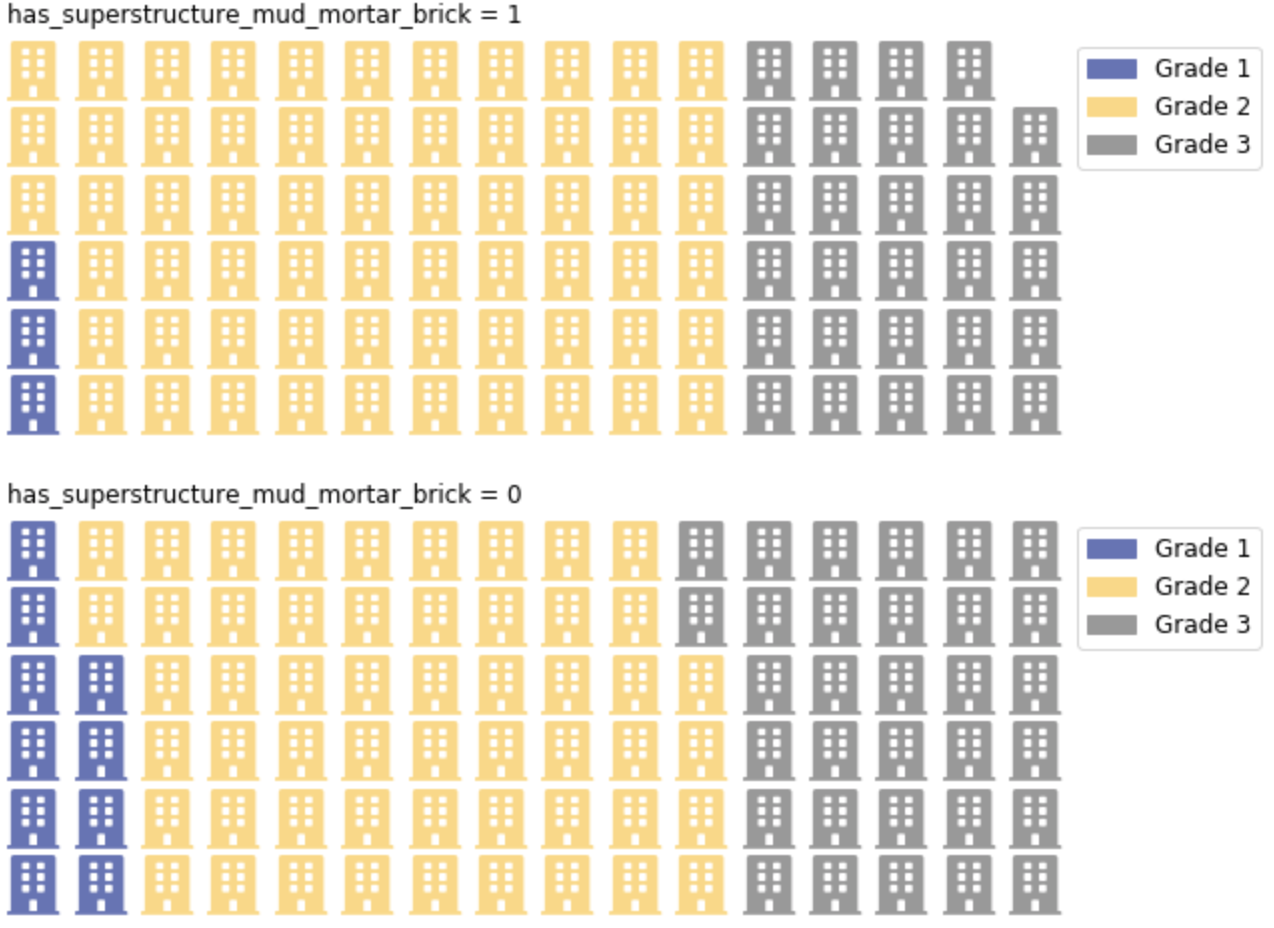 has_superstructure_mud_mortar_brick = 1
Grade 1
Grade 2
Grade 3
has_superstructure_mud_mortar_brick = 0
Grade 1
Grade 2
Grade 3